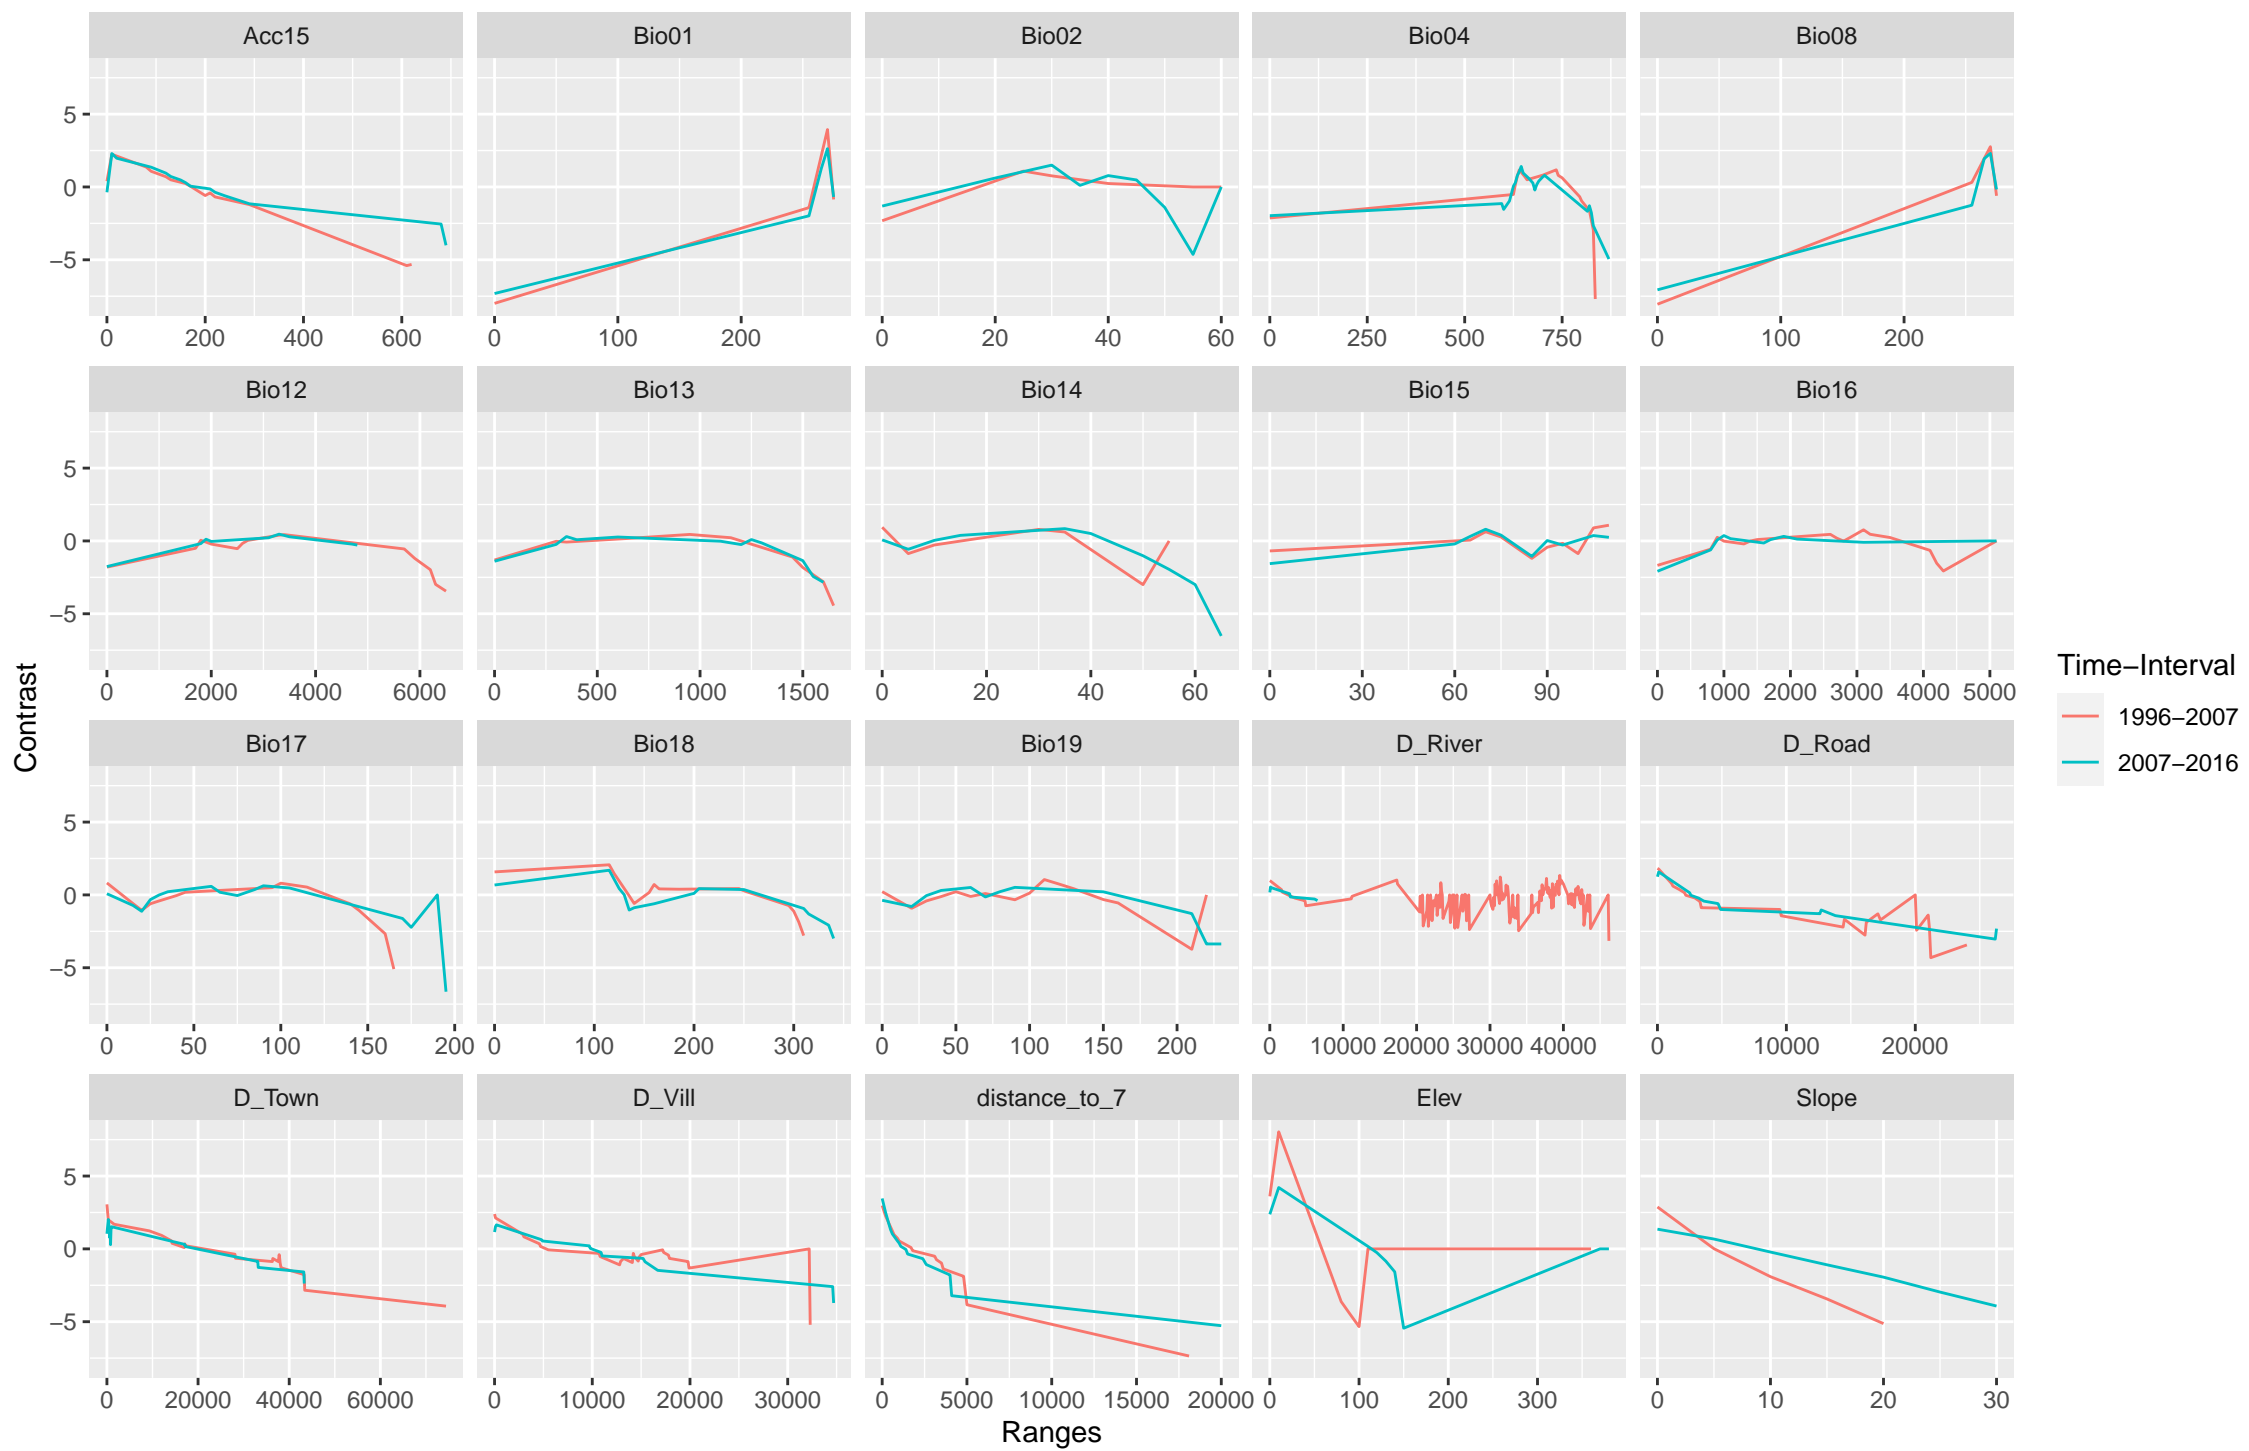 Acc15 Bio01 Bio02 Bio04 Bio08
5
0
−5
0 200 400 600 0 100 200 0 20 40 60 0 250 500 750 0 100 200
Bio12 Bio13 Bio14 Bio15 Bio16
5
0
−5
0 2000 4000 6000 0 500 1000 1500 0 20 40 60 0 30 60 90 0 1000 2000 3000 4000 5000
Bio17 Bio18 Bio19 D_River D_Road
5
0
−5
0 50 100 150 200 0 100 200 300 0 50 100 150 200 0 10000 20000 30000 40000 0 10000 20000
D_Town D_Vill distance_to_7 Elev Slope
5
0
−5
0 20000 40000 60000 0 10000 20000 30000 0 5000 10000 15000 20000 0 100 200 300 0 10 20 30
Ranges
Contrast
Time−Interval
1996−2007
2007−2016